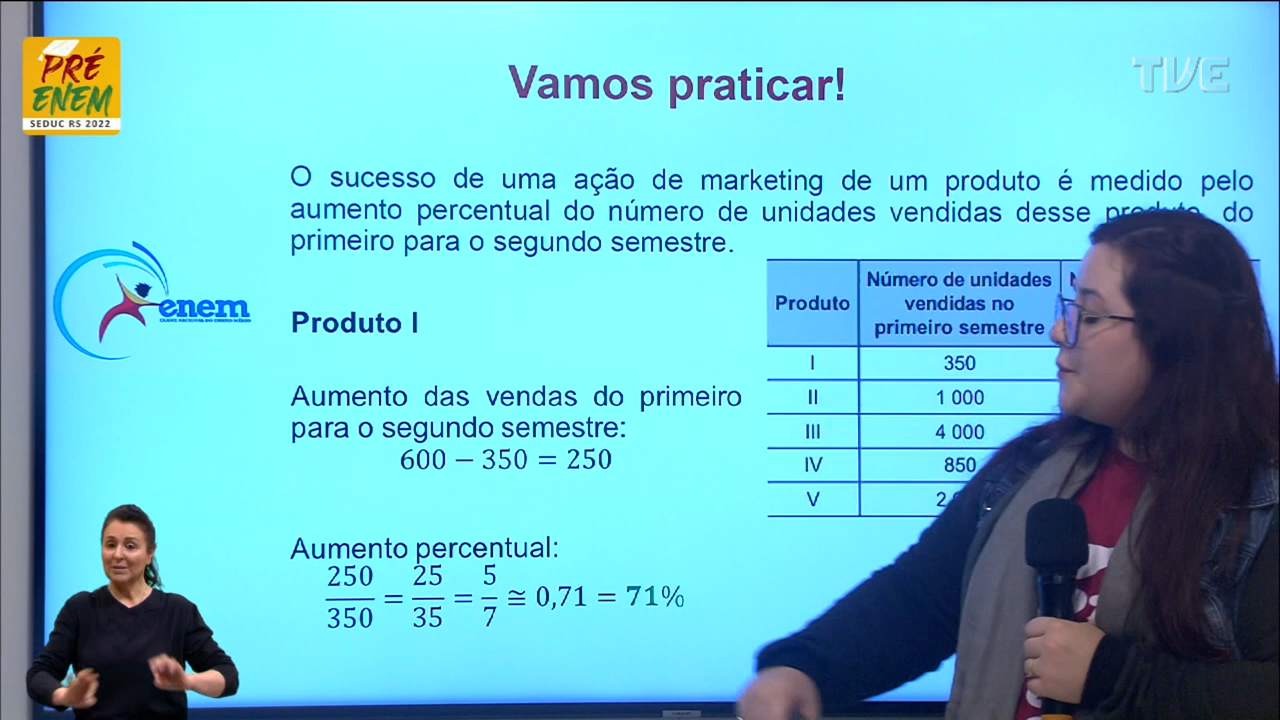 PRÉ
ENEM
SEDUC RS 2022
TVE
Vamos praticar!
O sucesso de uma ação de marketing de um produto é medido pelo
aumento percentual do número de unidades vendidas desse produto, do
primeiro para o segundo semestre.
enem
Produto I
Aumento das vendas do primeiro
para o segundo semestre:
600 − 350 = 250
Aumento percentual:
250/350 = 25/35 = 5/7 ≅ 0,71 = 71%
Produto
Número de unidades
vendidas no
primeiro semestre
I 350
II 1 000
III 4 000
IV 850
V